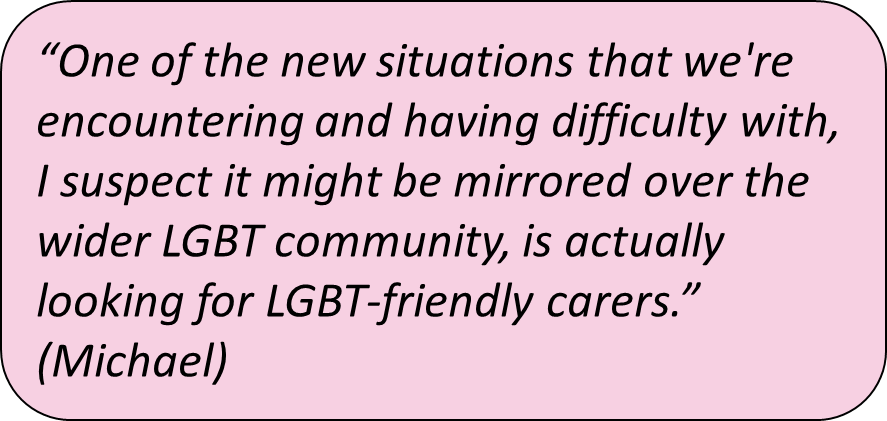 “One of the new situations that we're
encountering and having difficulty with,
I suspect it might be mirrored over the
wider LGBT community, is actually
looking for LGBT-friendly carers.”
(Michael)